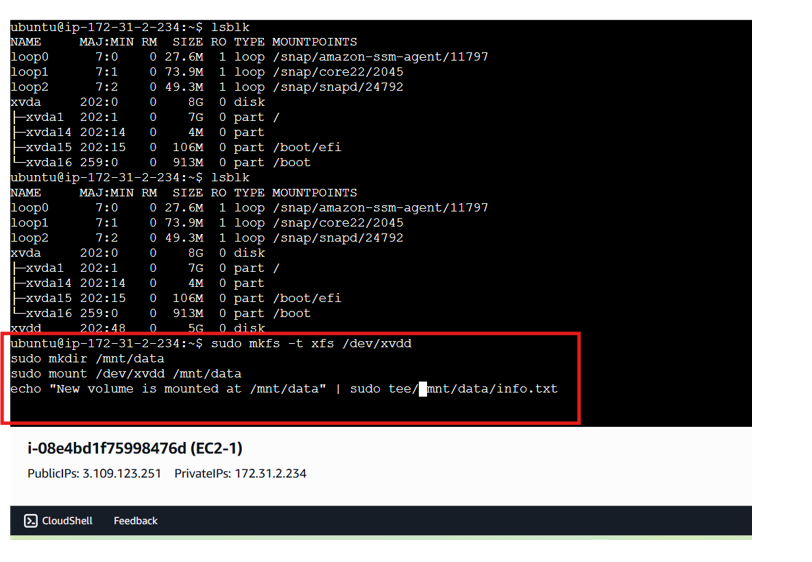 ubuntu@ip-172-31-2-234:~$ lsblk
NAME     MAJ:MIN RM  SIZE RO TYPE MOUNTPOINTS
loop0      7:0    0 27.6M  1 loop /snap/amazon-ssm-agent/11797
loop1      7:1    0 73.9M  1 loop /snap/core22/2045
loop2      7:2    0 49.3M  1 loop /snap/snapd/24792
xvda     202:0    0    8G  0 disk
├─xvda1  202:1    0    7G  0 part /
├─xvda14 202:14   0    4M  0 part
├─xvda15 202:15   0  106M  0 part /boot/efi
└─xvda16 259:0    0  913M  0 part /boot
ubuntu@ip-172-31-2-234:~$ lsblk
NAME     MAJ:MIN RM  SIZE RO TYPE MOUNTPOINTS
loop0      7:0    0 27.6M  1 loop /snap/amazon-ssm-agent/11797
loop1      7:1    0 73.9M  1 loop /snap/core22/2045
loop2      7:2    0 49.3M  1 loop /snap/snapd/24792
xvda     202:0    0    8G  0 disk
├─xvda1  202:1    0    7G  0 part /
├─xvda14 202:14   0    4M  0 part
├─xvda15 202:15   0  106M  0 part /boot/efi
└─xvda16 259:0    0  913M  0 part /boot
xvdd     202:48   0    5G  0 disk
ubuntu@ip-172-31-2-234:~$ sudo mkfs -t xfs /dev/xvdd
sudo mkdir /mnt/data
sudo mount /dev/xvdd /mnt/data
echo "New volume is mounted at /mnt/data" | sudo tee/ mnt/data/info.txt
i-08e4bd1f75998476d (EC2-1)
PublicIPs: 3.109.123.251    PrivateIPs: 172.31.2.234
CloudShell    Feedback